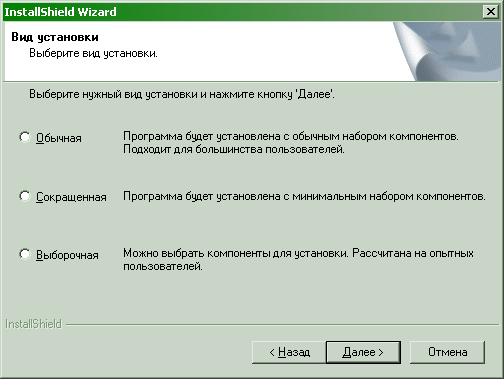 InstallShield Wizard
Вид установки
Выберите вид установки.
Выберите нужный вид установки и нажмите кнопку 'Далее'.
Обычная
Программа будет установлена с обычным набором компонентов.
Подходит для большинства пользователей.
Сокращенная
Программа будет установлена с минимальным набором компонентов.
Выборочная
Можно выбрать компоненты для установки. Рассчитана на опытных
пользователей.
InstallShield
< Назад
Далее >
Отмена